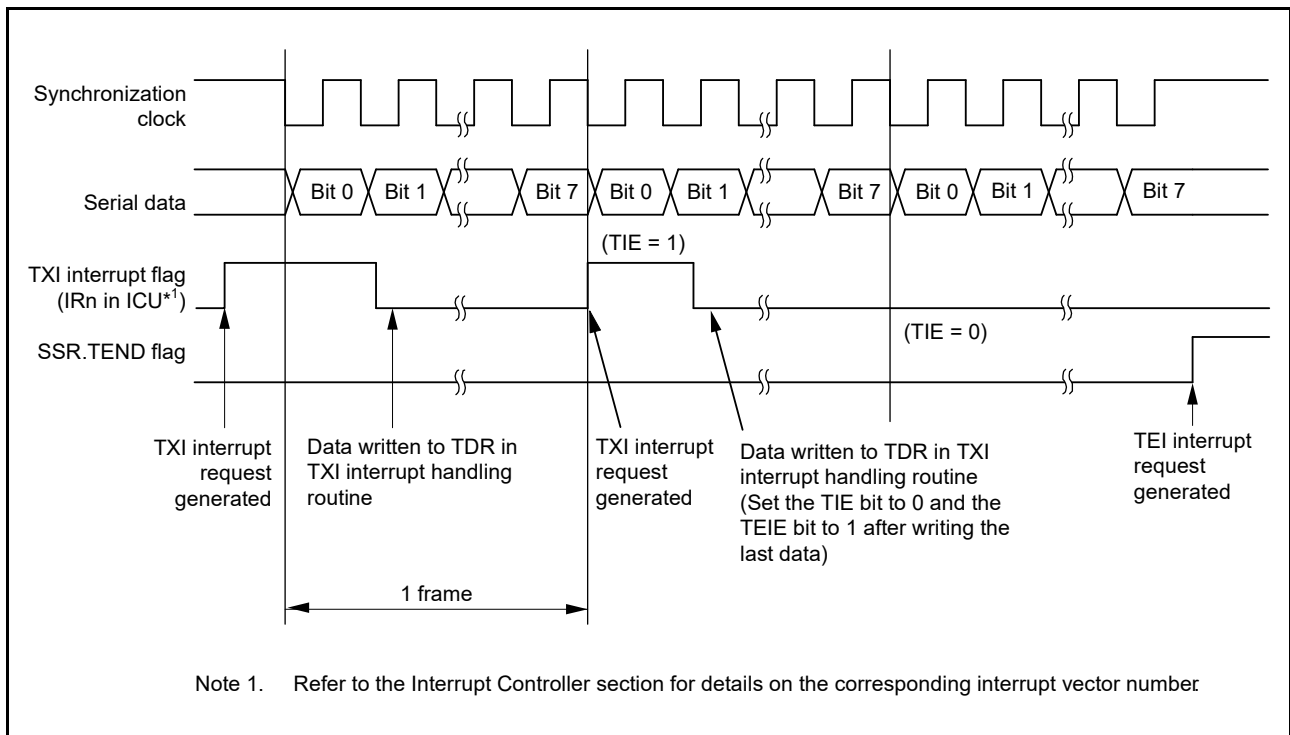 Synchronization
clock
Serial data
Bit 0
Bit 1
Bit 7
Bit 0
Bit 1
Bit 7
Bit 0
Bit 1
Bit 7
(TIE = 1)
TXI interrupt flag
(IRn in ICU*1)
(TIE = 0)
SSR.TEND flag
TXI interrupt
request
generated
Data written to TDR in
TXI interrupt handling
routine
TXI interrupt
request
generated
Data written to TDR in TXI
interrupt handling routine
(Set the TIE bit to 0 and the
TEIE bit to 1 after writing the
last data)
TEI interrupt
request
generated
1 frame
Note 1. Refer to the Interrupt Controller section for details on the corresponding interrupt vector number.